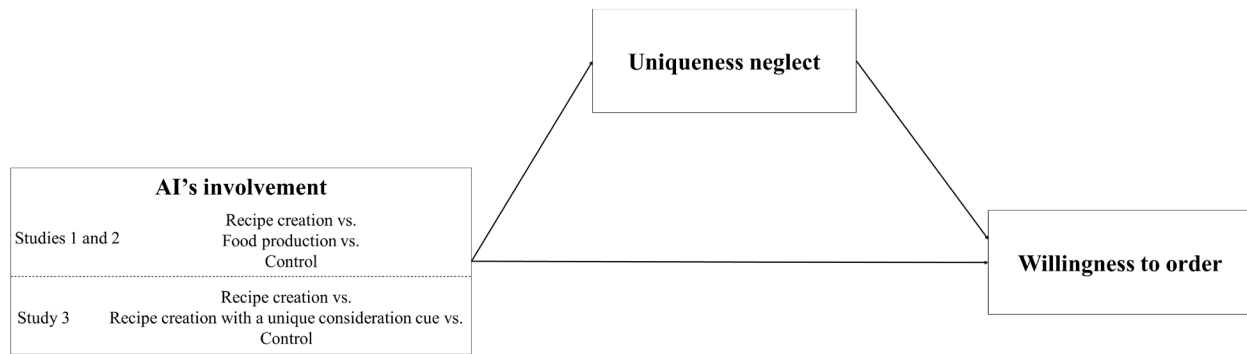 Uniqueness neglect
AI's involvement
Studies 1 and 2
Recipe creation vs.
Food production vs.
Control
Willingness to order
Study 3
Recipe creation vs.
Recipe creation with a unique consideration cue vs.
Control